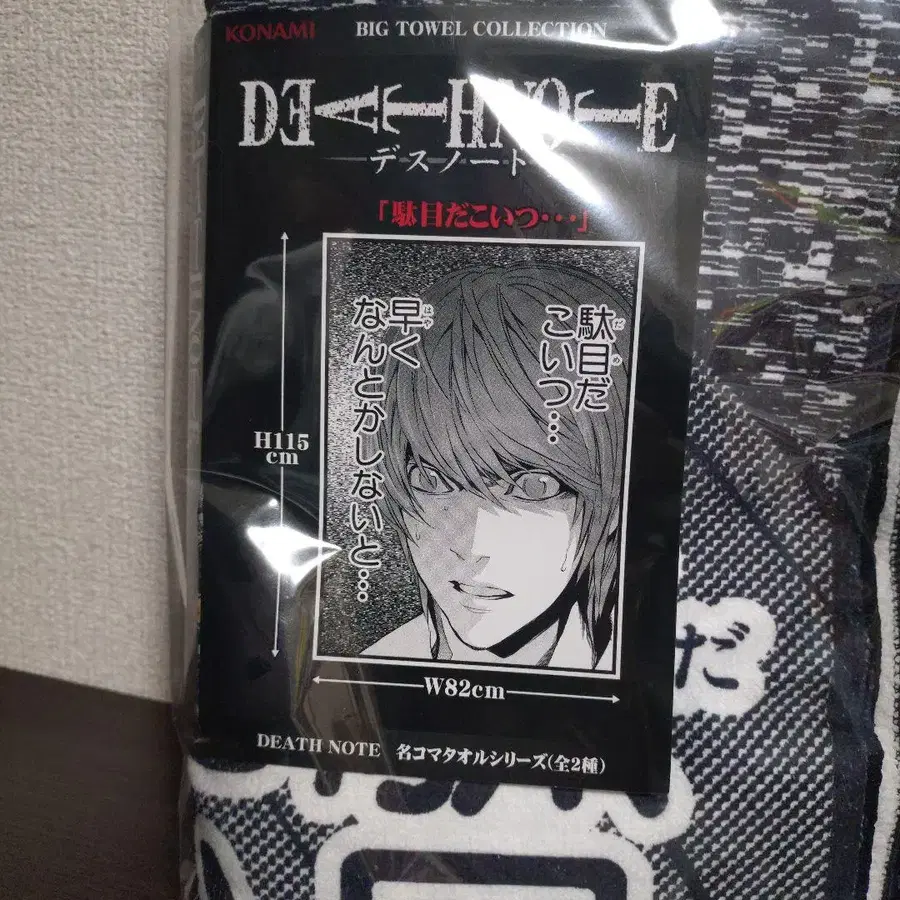 KONAMI BIG TOWEL COLLECTION
DEATH NOTE
デスノート
「駄目だこいつ・・・」
駄目だ
こいつ…
早く
なんとかしないと…
H115
cm
W82cm
DEATH NOTE 名コマタオルシリーズ(全2種)
だ